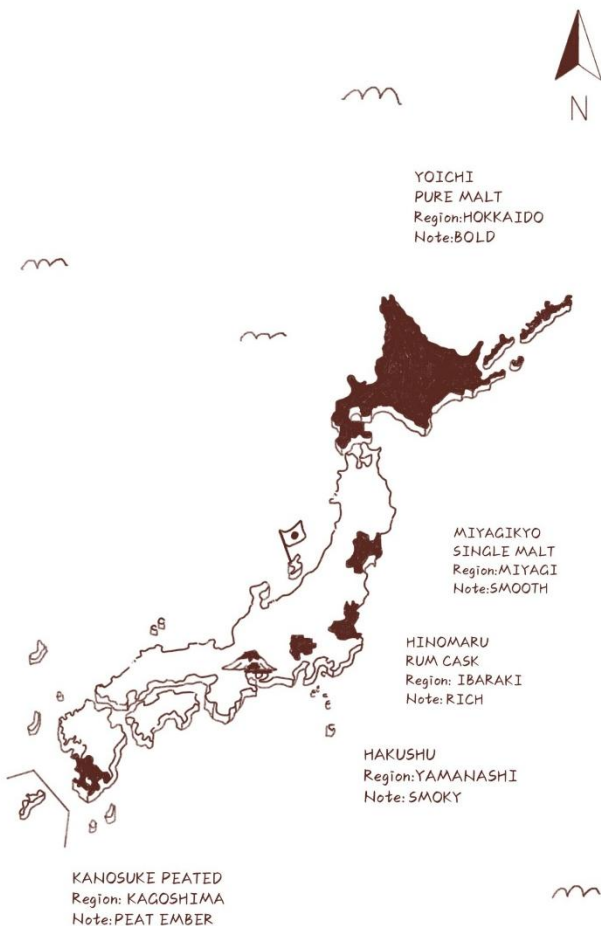 N
YOICHI
PURE MALT
Region:HOKKAIDO
Note:BOLD
MIYAGIKYO
SINGLE MALT
Region:MIYAGI
Note:SMOOTH
HINOMARU
RUM CASK
Region: IBARAKI
Note: RICH
HAKUSHU
Region:YAMANASHI
Note: SMOKY
KANOSUKE PEATED
Region: KAGOSHIMA
Note:PEAT EMBER